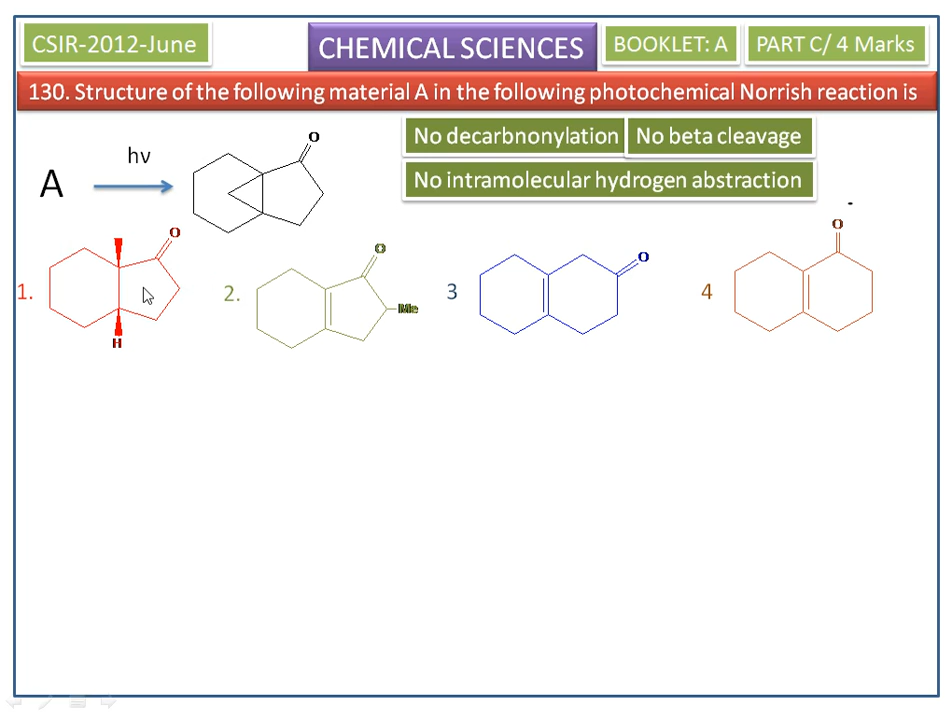 CSIR-2012-June
CHEMICAL SCIENCES
BOOKLET: A
PART C/ 4 Marks
130. Structure of the following material A in the following photochemical Norrish reaction is
No decarbnonylation
No beta cleavage
No intramolecular hydrogen abstraction
A
hν
O
1.
O
H
2.
O
Me
3
O
4
O